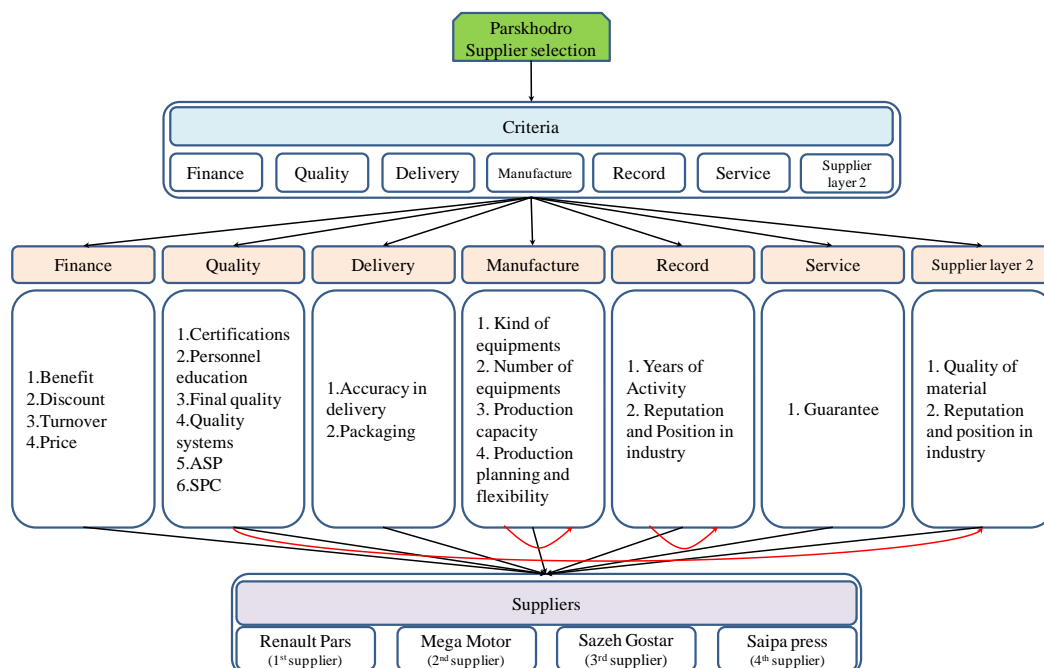 Parskhodro
Supplier selection
Criteria
Finance
Quality
Delivery
Manufacture
Record
Service
Supplier
layer 2
Finance
Quality
Delivery
Manufacture
Record
Service
Supplier layer 2
1.Benefit
2.Discount
3.Turnover
4.Price
1.Certifications
2.Personnel
education
3.Final quality
4.Quality
systems
5.ASP
6.SPC
1.Accuracy in
delivery
2.Packaging
1. Kind of
equipments
2. Number of
equipments
3. Production
capacity
4. Production
planning and
flexibility
1. Years of
Activity
2. Reputation
and Position in
industry
1. Guarantee
1. Quality of
material
2. Reputation
and position in
industry
Suppliers
Renault Pars
(1st supplier)
Mega Motor
(2nd supplier)
Sazeh Gostar
(3rd supplier)
Saipa press
(4th supplier)